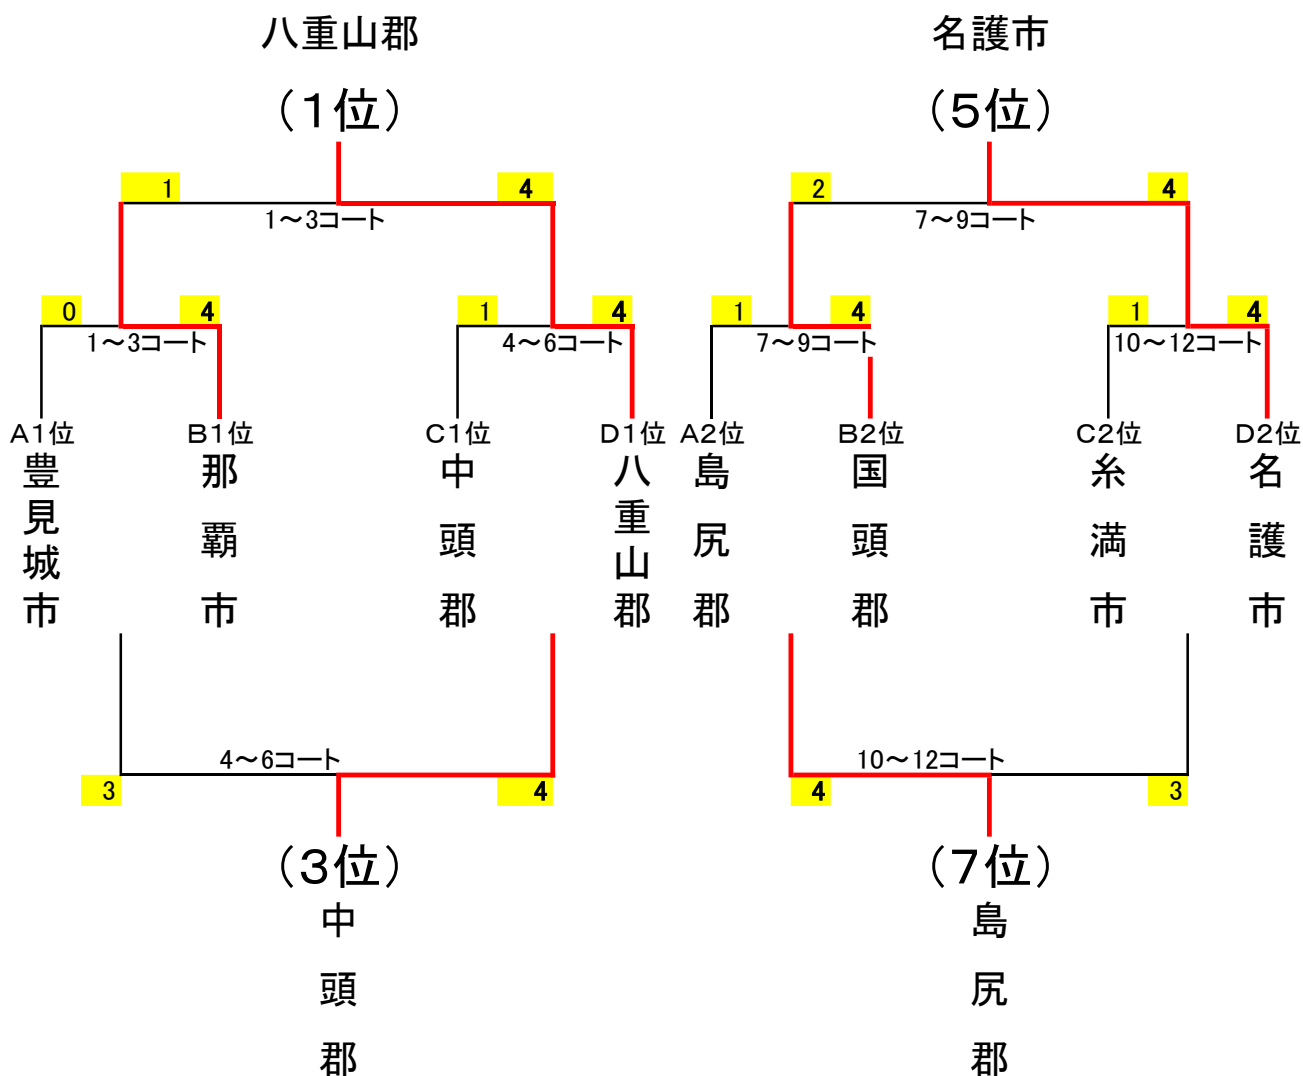 八重山郡 名護市
（1位） （5位）
1 4 2 4
1～3コート 7～9コート
0 4 1 4 1 4 1 4
1～3コート 4～6コート 7～9コート 10～12コート
A1位 B1位 C1位 D1位 A2位 B2位 C2位 D2位
豊見城市
那覇市
中頭郡
八重山郡
島尻郡
国頭郡
糸満市
名護市
4～6コート 10～12コート
3 4 4 3
（3位） （7位）
中頭郡
島尻郡